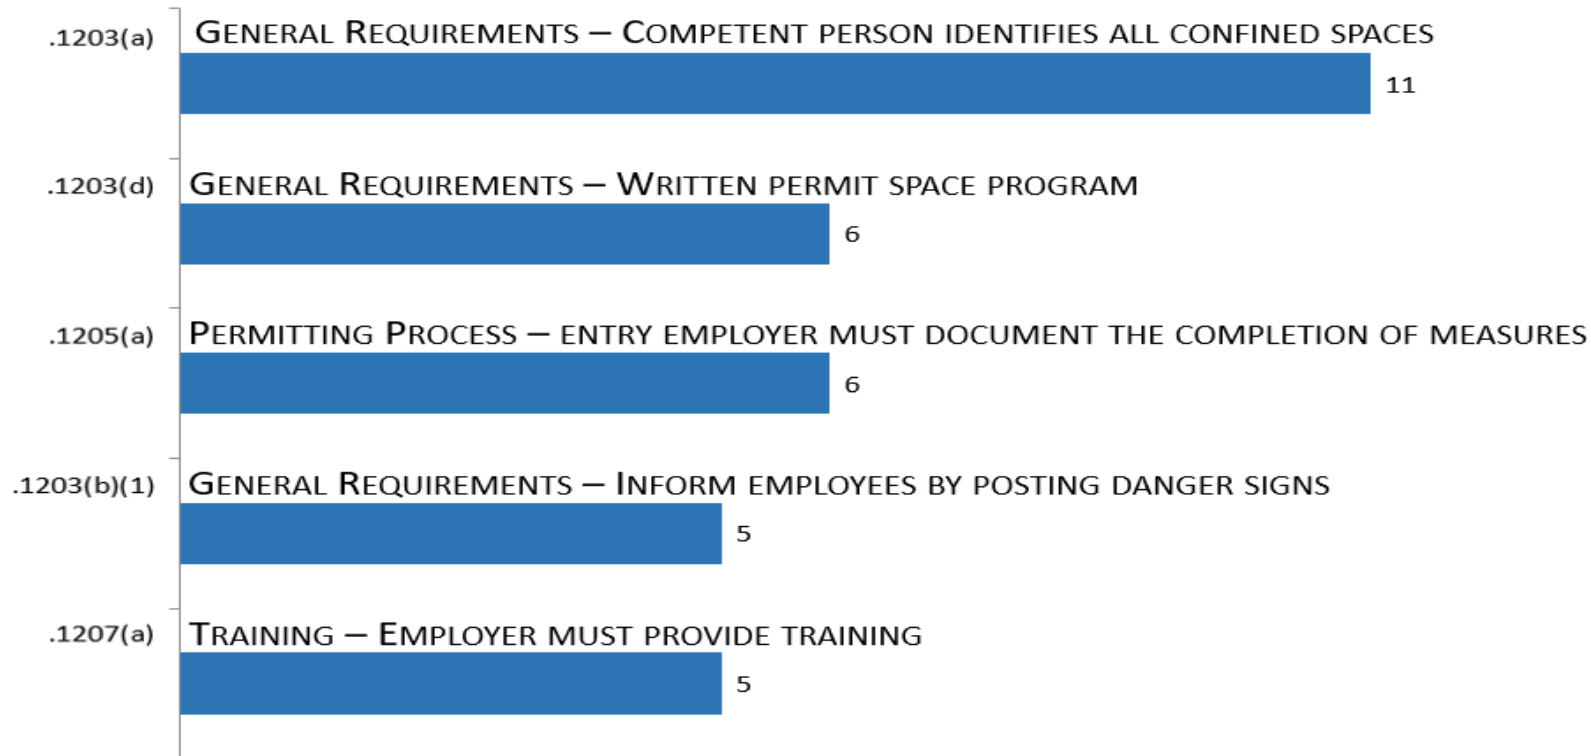 .1203(a) GENERAL REQUIREMENTS – COMPETENT PERSON IDENTIFIES ALL CONFINED SPACES
11
.1203(d) GENERAL REQUIREMENTS – WRITTEN PERMIT SPACE PROGRAM
6
.1205(a) PERMITTING PROCESS – ENTRY EMPLOYER MUST DOCUMENT THE COMPLETION OF MEASURES
6
.1203(b)(1) GENERAL REQUIREMENTS – INFORM EMPLOYEES BY POSTING DANGER SIGNS
5
.1207(a) TRAINING – EMPLOYER MUST PROVIDE TRAINING
5